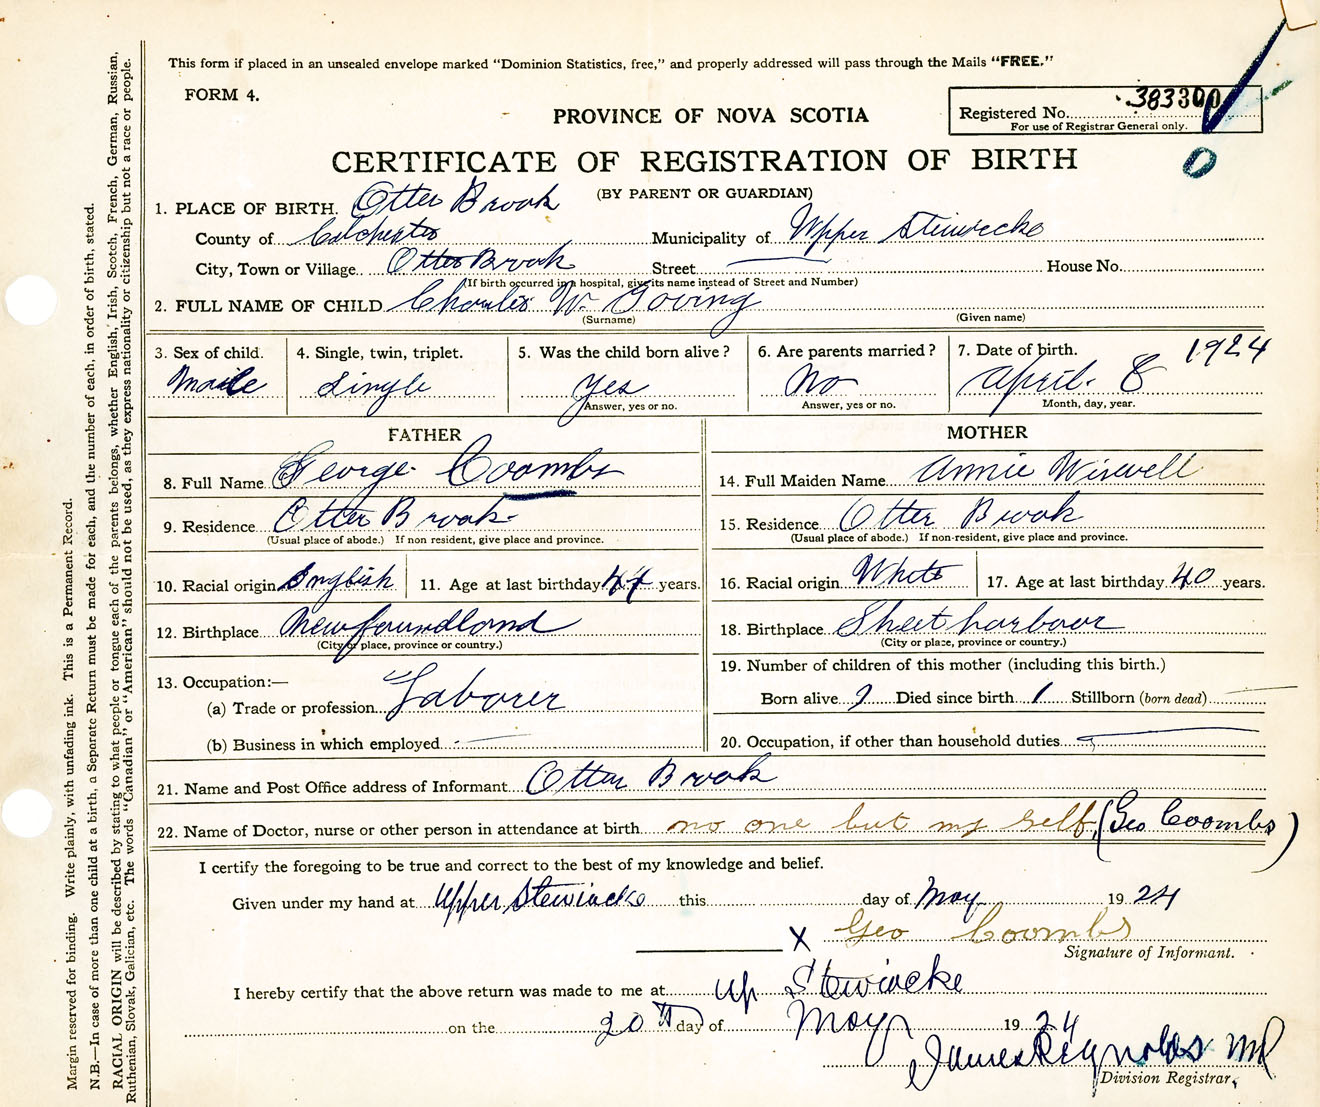 This form if placed in an unsealed envelope marked "Dominion Statistics, free," and properly addressed will pass through the Mails "FREE."
FORM 4.
PROVINCE OF NOVA SCOTIA
Registered No. 383300
For use of Registrar General only.
CERTIFICATE OF REGISTRATION OF BIRTH
(BY PARENT OR GUARDIAN)
1. PLACE OF BIRTH. Otter Brook
County of Colchester Municipality of Upper Stewiecke
City, Town or Village Otter Brook Street House No.
(If birth occurred in a hospital, give its name instead of Street and Number)
2. FULL NAME OF CHILD Charles W. Goving
(Surname) (Given name)
3. Sex of child. 4. Single, twin, triplet. 5. Was the child born alive? 6. Are parents married? 7. Date of birth. 1924
Male Single Yes No April 8
Answer, yes or no. Answer, yes or no. Month, day, year.
FATHER MOTHER
8. Full Name George Coombs 14. Full Maiden Name Annie Wiswell
9. Residence Otter Brook 15. Residence Otter Brook
(Usual place of abode.) If non resident, give place and province. (Usual place of abode.) If non-resident, give place and province.
10. Racial origin English 11. Age at last birthday 44 years. 16. Racial origin White 17. Age at last birthday 40 years.
12. Birthplace Newfoundland 18. Birthplace Sheet harbour
(City or place, province or country.) (City or place, province or country.)
13. Occupation:— 19. Number of children of this mother (including this birth.)
(a) Trade or profession Laborer Born alive Died since birth 1 Stillborn (born dead)
(b) Business in which employed 20. Occupation, if other than household duties
21. Name and Post Office address of Informant Otter Brook
22. Name of Doctor, nurse or other person in attendance at birth no one but my self (Geo Coombs)
I certify the foregoing to be true and correct to the best of my knowledge and belief.
Given under my hand at Upper Stewiacke this day of May 1924
X Geo Coombs
Signature of Informant.
I hereby certify that the above return was made to me at Up Stewiacke
on the 20th day of May 1924
James Reynolds MD
Division Registrar.
Margin reserved for binding. Write plainly, with unfading ink. This is a Permanent Record.
N.B.—In case of more than one child at a birth, a Separate Return must be made for each, and the number of each, in order of birth, stated.
RACIAL ORIGIN will be described by stating to what people or tongue each of the parents belongs, whether English, Irish, Scotch, French, German, Russian,
Ruthenian, Slovak, Galician, etc. The words "Canadian" or "American" should not be used, as they express nationality or citizenship but not a race or people.